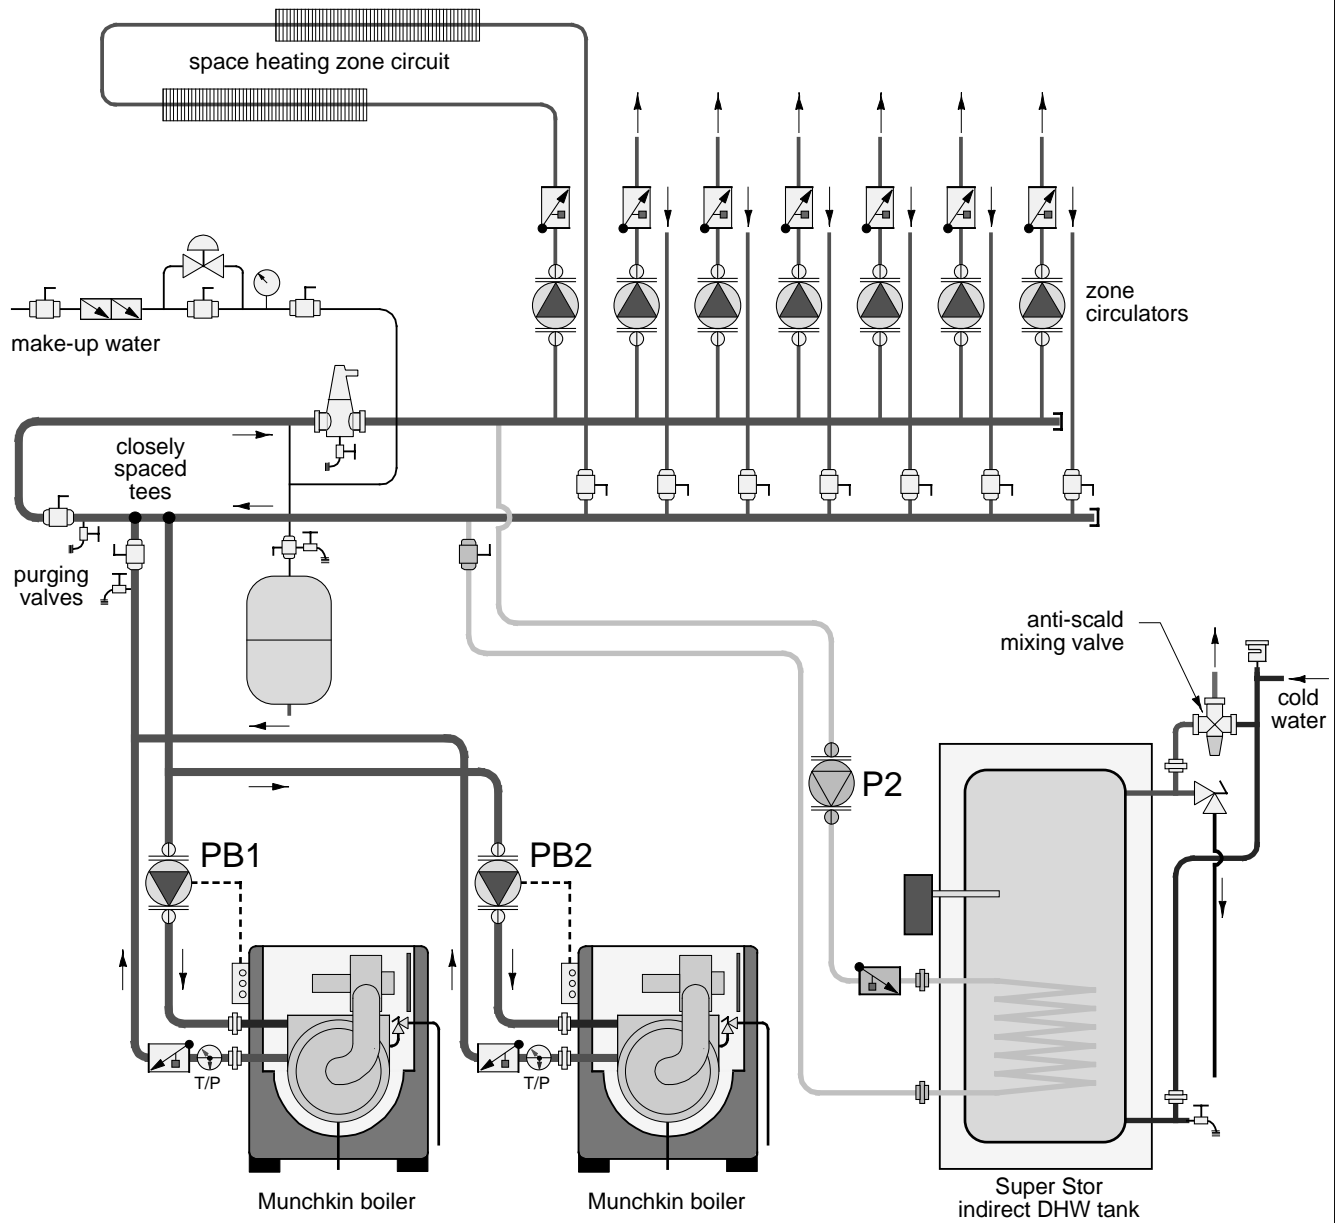 space heating zone circuit
zone
circulators
make-up water
closely
spaced
tees
purging
valves
anti-scald
mixing valve
cold
water
P2
PB1
PB2
T/P
T/P
Munchkin boiler
Munchkin boiler
Super Stor
indirect DHW tank